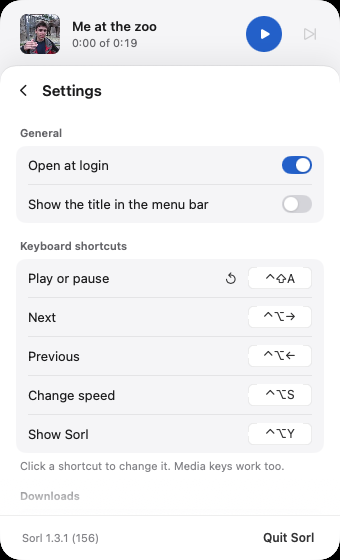 Me at the zoo
0:00 of 0:19
Settings
General
Open at login
Show the title in the menu bar
Keyboard shortcuts
Play or pause ⌃⇧A
Next ⌃⌥→
Previous ⌃⌥←
Change speed ⌃⌥S
Show Sorl ⌃⌥Y
Click a shortcut to change it. Media keys work too.
Downloads
Sorl 1.3.1 (156) Quit Sorl